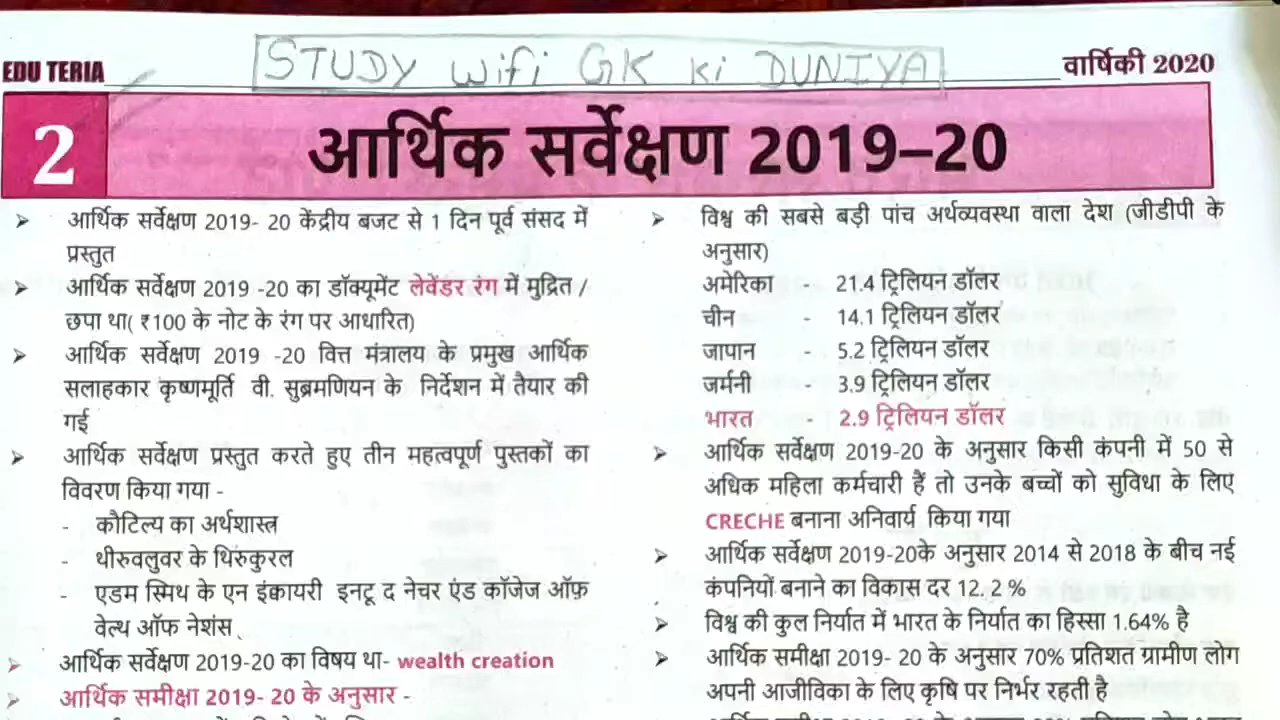 EDU TERIA
STUDY wifi GK ki DUNIYA
वार्षिकी 2020
2
आर्थिक सर्वेक्षण 2019–20
➢ आर्थिक सर्वेक्षण 2019- 20 केंद्रीय बजट से 1 दिन पूर्व संसद में
प्रस्तुत
➢ आर्थिक सर्वेक्षण 2019 -20 का डॉक्यूमेंट लेवेंडर रंग में मुद्रित /
छपा था( ₹100 के नोट के रंग पर आधारित)
➢ आर्थिक सर्वेक्षण 2019 -20 वित्त मंत्रालय के प्रमुख आर्थिक
सलाहकार कृष्णमूर्ति वी. सुब्रमणियन के निर्देशन में तैयार की
गई
➢ आर्थिक सर्वेक्षण प्रस्तुत करते हुए तीन महत्वपूर्ण पुस्तकों का
विवरण किया गया -
- कौटिल्य का अर्थशास्त्र
- थीरुवलुवर के थिरुकुरल
- एडम स्मिथ के एन इंक्वायरी इनटू द नेचर एंड कॉजेज ऑफ़
वेल्थ ऑफ नेशंस
➢ आर्थिक सर्वेक्षण 2019-20 का विषय था- wealth creation
➢ आर्थिक समीक्षा 2019- 20 के अनुसार -
➢ विश्व की सबसे बड़ी पांच अर्थव्यवस्था वाला देश (जीडीपी के
अनुसार)
अमेरिका - 21.4 ट्रिलियन डॉलर
चीन - 14.1 ट्रिलियन डॉलर
जापान - 5.2 ट्रिलियन डॉलर
जर्मनी - 3.9 ट्रिलियन डॉलर
भारत - 2.9 ट्रिलियन डॉलर
➢ आर्थिक सर्वेक्षण 2019-20 के अनुसार किसी कंपनी में 50 से
अधिक महिला कर्मचारी हैं तो उनके बच्चों को सुविधा के लिए
CRECHE बनाना अनिवार्य किया गया
➢ आर्थिक सर्वेक्षण 2019-20के अनुसार 2014 से 2018 के बीच नई
कंपनियों बनाने का विकास दर 12.2 %
➢ विश्व की कुल निर्यात में भारत के निर्यात का हिस्सा 1.64% है
➢ आर्थिक समीक्षा 2019- 20 के अनुसार 70% प्रतिशत ग्रामीण लोग
अपनी आजीविका के लिए कृषि पर निर्भर रहती है